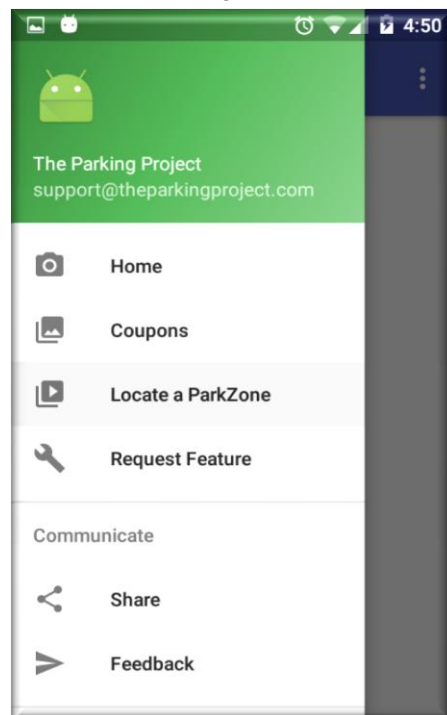 4:50
The Parking Project
support@theparkingproject.com
Home
Coupons
Locate a ParkZone
Request Feature
Communicate
Share
Feedback